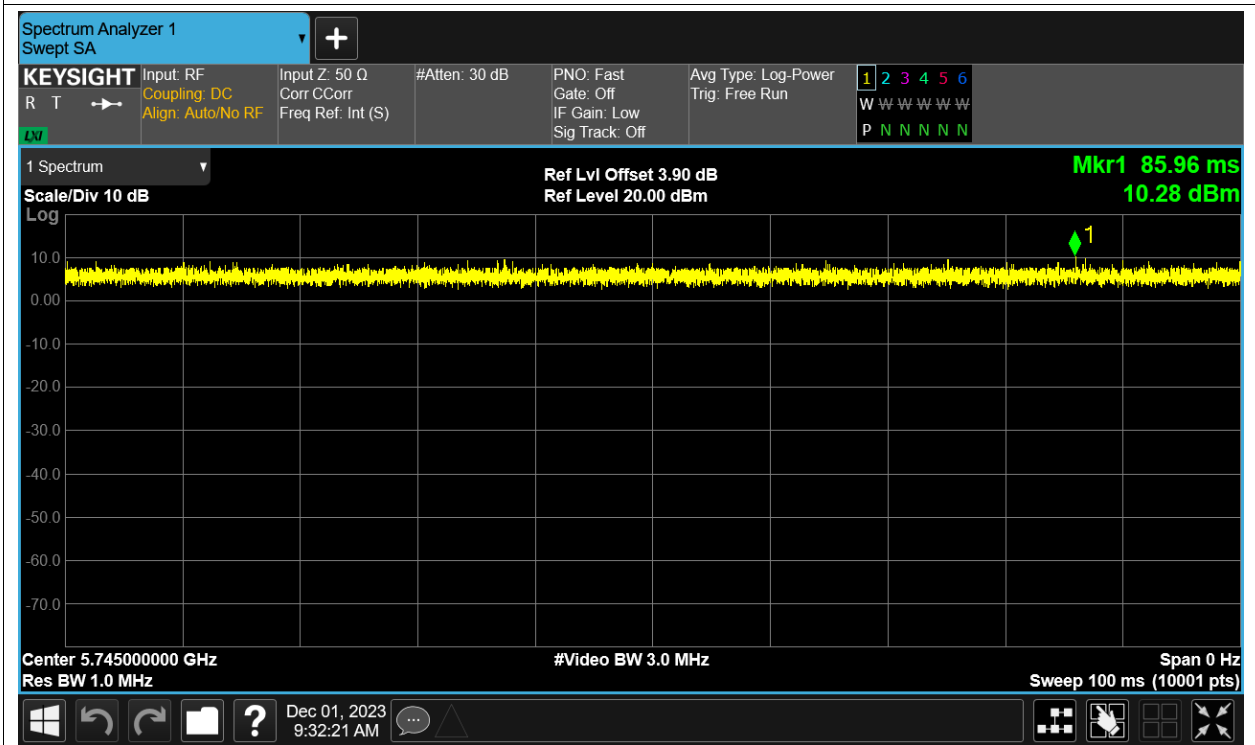 Spectrum Analyzer 1
Swept SA
KEYSIGHT
R T
LXI
Input: RF
Coupling: DC
Align: Auto/No RF
Input Z: 50 Ω
Corr CCorr
Freq Ref: Int (S)
#Atten: 30 dB
PNO: Fast
Gate: Off
IF Gain: Low
Sig Track: Off
Avg Type: Log-Power
Trig: Free Run
1 2 3 4 5 6
W W W W W W
P N N N N N
1 Spectrum
Scale/Div 10 dB
Log
Ref Lvl Offset 3.90 dB
Ref Level 20.00 dBm
Mkr1 85.96 ms
10.28 dBm
1
10.0
0.00
-10.0
-20.0
-30.0
-40.0
-50.0
-60.0
-70.0
Center 5.745000000 GHz
Res BW 1.0 MHz
#Video BW 3.0 MHz
Span 0 Hz
Sweep 100 ms (10001 pts)
?
Dec 01, 2023
9:32:21 AM